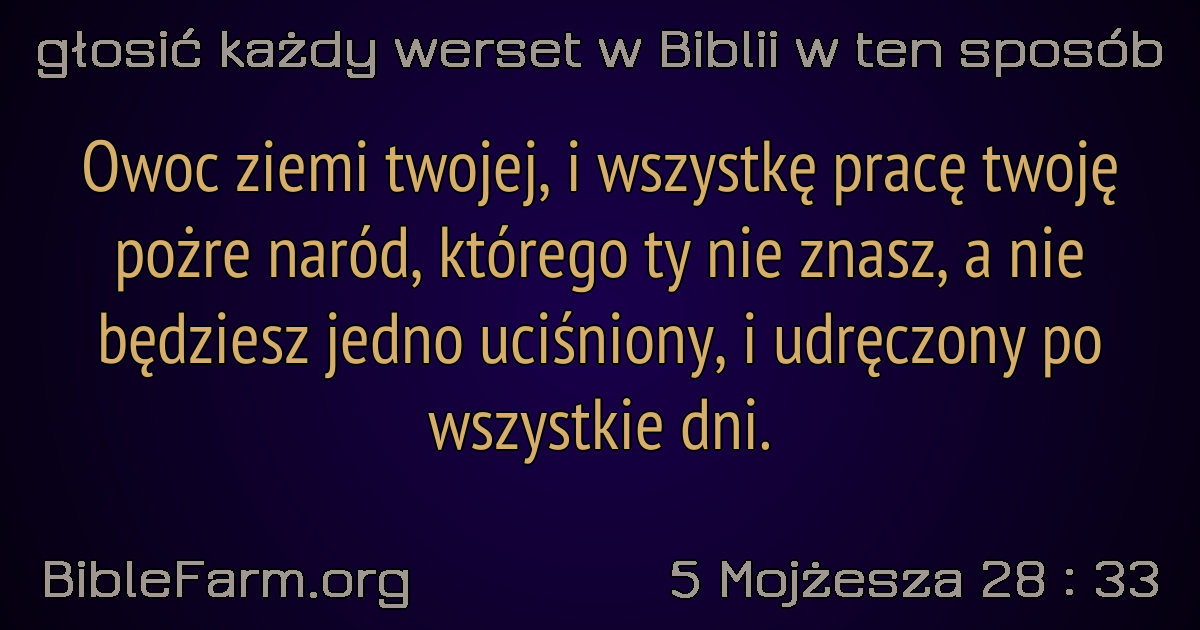 głosić każdy werset w Biblii w ten sposób
Owoc ziemi twojej, i wszystkę pracę twoję
pożre naród, którego ty nie znasz, a nie
będziesz jedno uciśniony, i udręczony po
wszystkie dni.
BibleFarm.org
5 Mojżesza 28 : 33